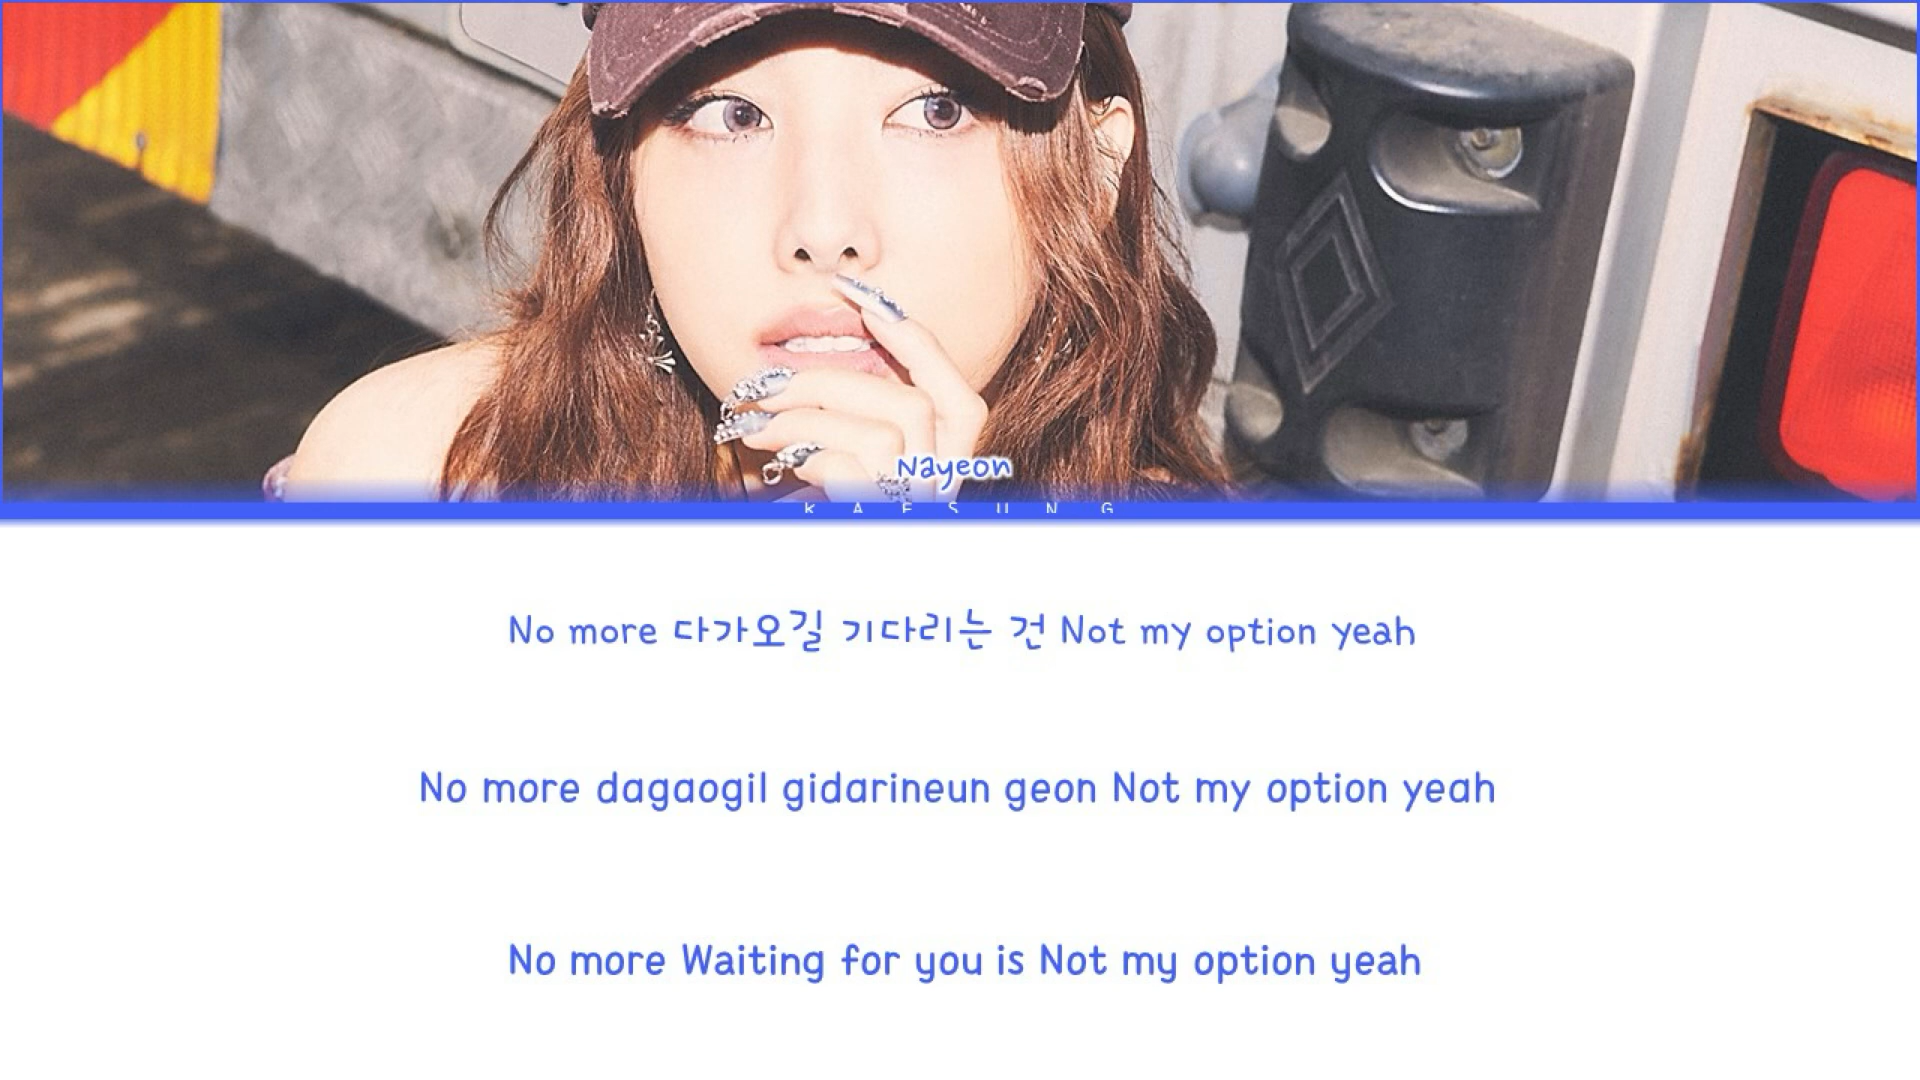 Nayeon
KAESUNG
No more 다가오길 기다리는 건 Not my option yeah
No more dagaogil gidarineun geon Not my option yeah
No more Waiting for you is Not my option yeah